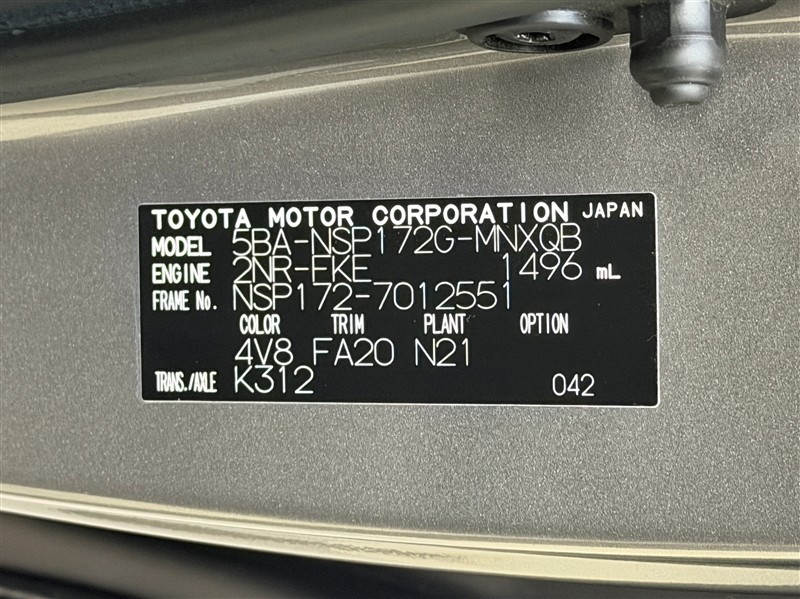 TOYOTA MOTOR CORPORATION JAPAN
MODEL 5BA-NSP172G-MNXQB
ENGINE 2NR-FKE 1496 mL
FRAME No. NSP172-7012551
COLOR TRIM PLANT OPTION
4V8 FA20 N21
TRANS./AXLE K312 042